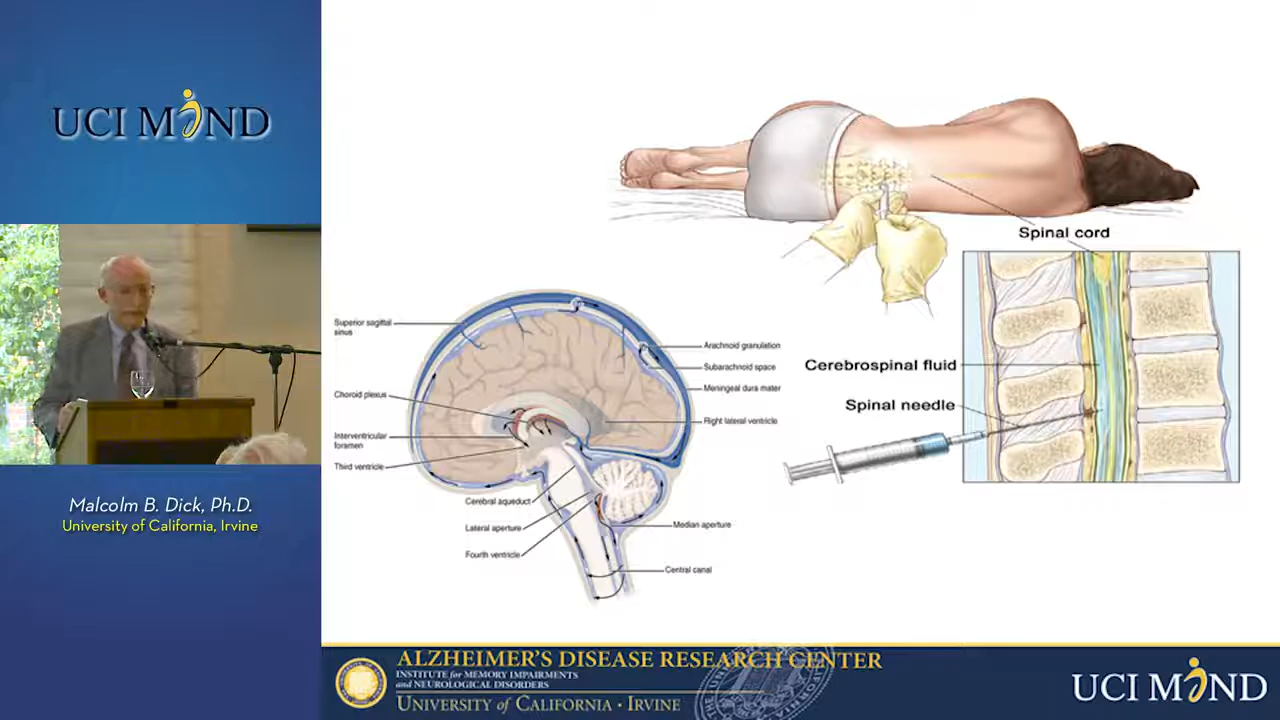 UCI MIND
Malcolm B. Dick, Ph.D.
University of California, Irvine
Spinal cord
Cerebrospinal fluid
Spinal needle
Superior sagittal
sinus
Choroid plexus
Interventricular
foramen
Third ventricle
Cerebral aqueduct
Lateral aperture
Fourth ventricle
Arachnoid granulation
Subarachnoid space
Meningeal dura mater
Right lateral ventricle
Median aperture
Central canal
ALZHEIMER'S DISEASE RESEARCH CENTER
INSTITUTE for MEMORY IMPAIRMENTS
and NEUROLOGICAL DISORDERS
UNIVERSITY of CALIFORNIA · IRVINE
UCI MIND